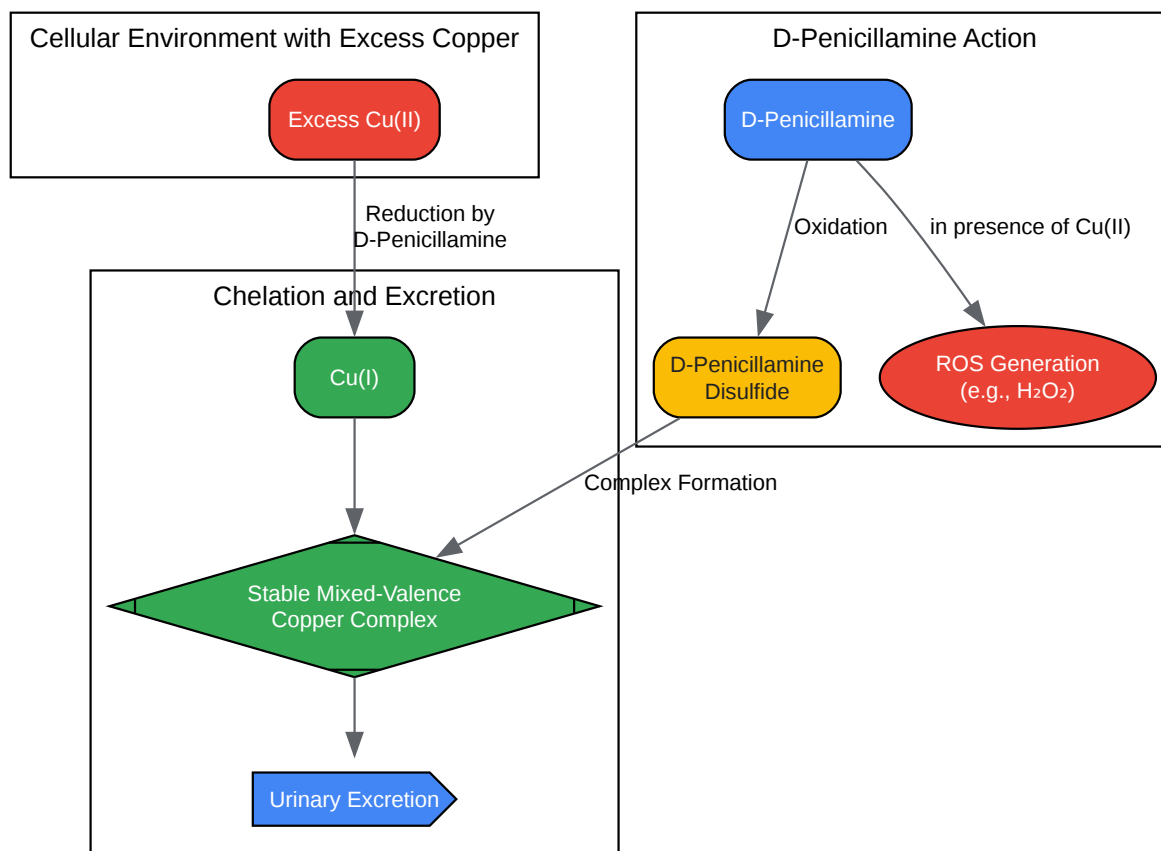 Cellular Environment with Excess Copper
D-Penicillamine Action
Excess Cu(II)
D-Penicillamine
Reduction by
D-Penicillamine
Oxidation
in presence of Cu(II)
Chelation and Excretion
Cu(I)
D-Penicillamine
Disulfide
ROS Generation
(e.g., H₂O₂)
Complex Formation
Stable Mixed-Valence
Copper Complex
Urinary Excretion